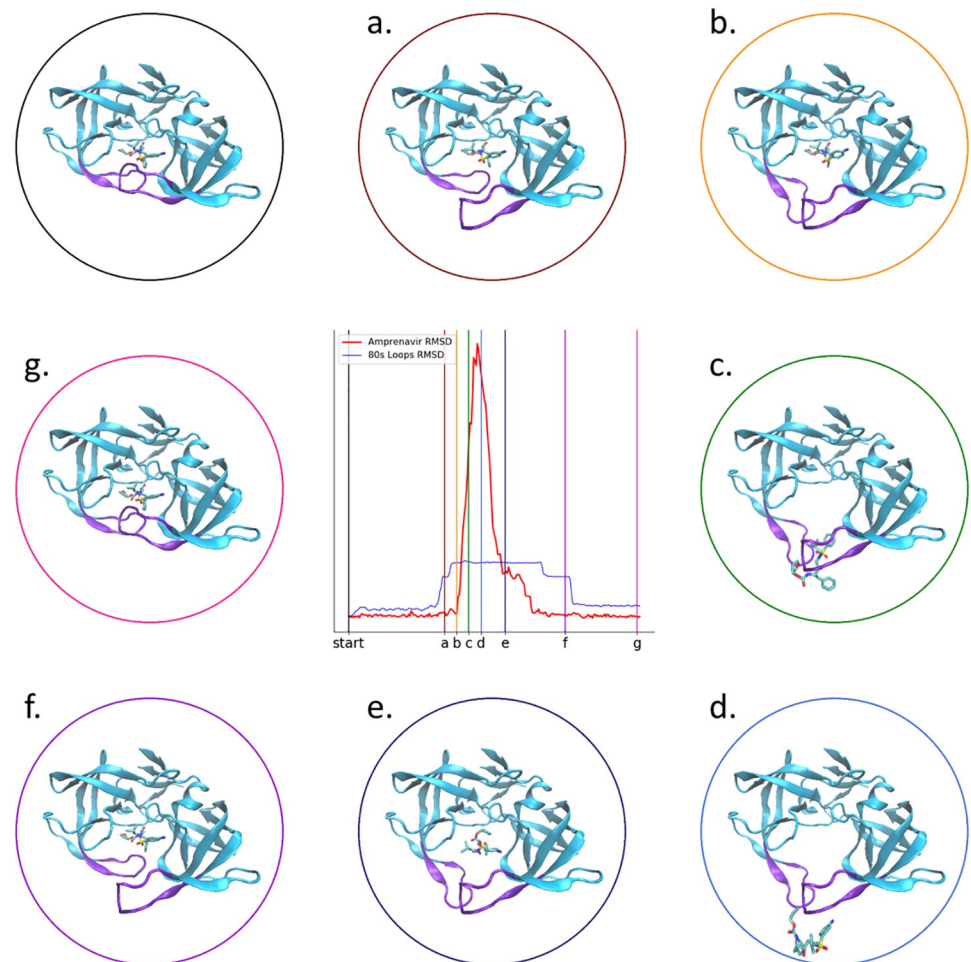 a.
b.
g.
Amprenavir RMSD
80s Loops RMSD
c.
start a b c d e f g
f.
e.
d.